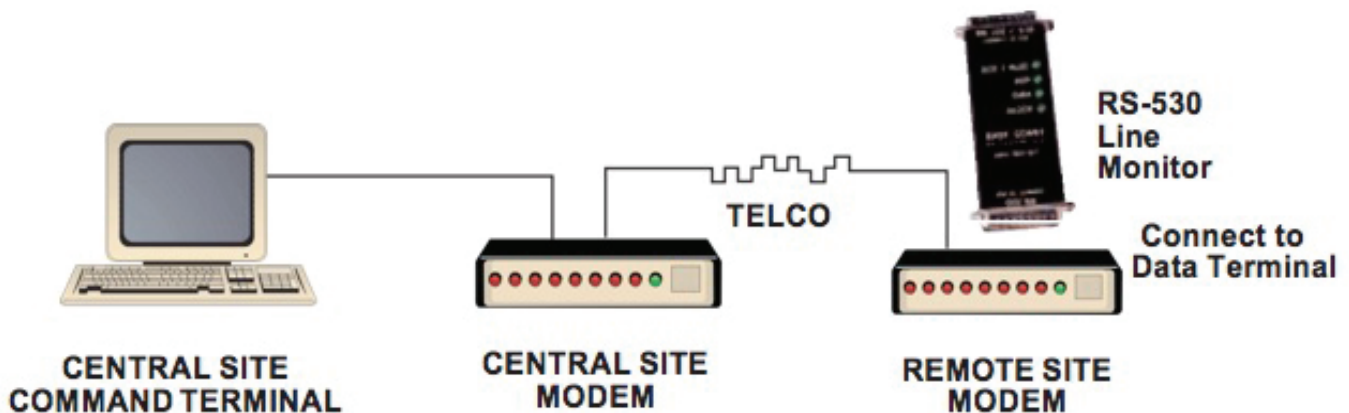 RS-530
Line
Monitor
TELCO
Connect to
Data Terminal
CENTRAL SITE
COMMAND TERMINAL
CENTRAL SITE
MODEM
REMOTE SITE
MODEM